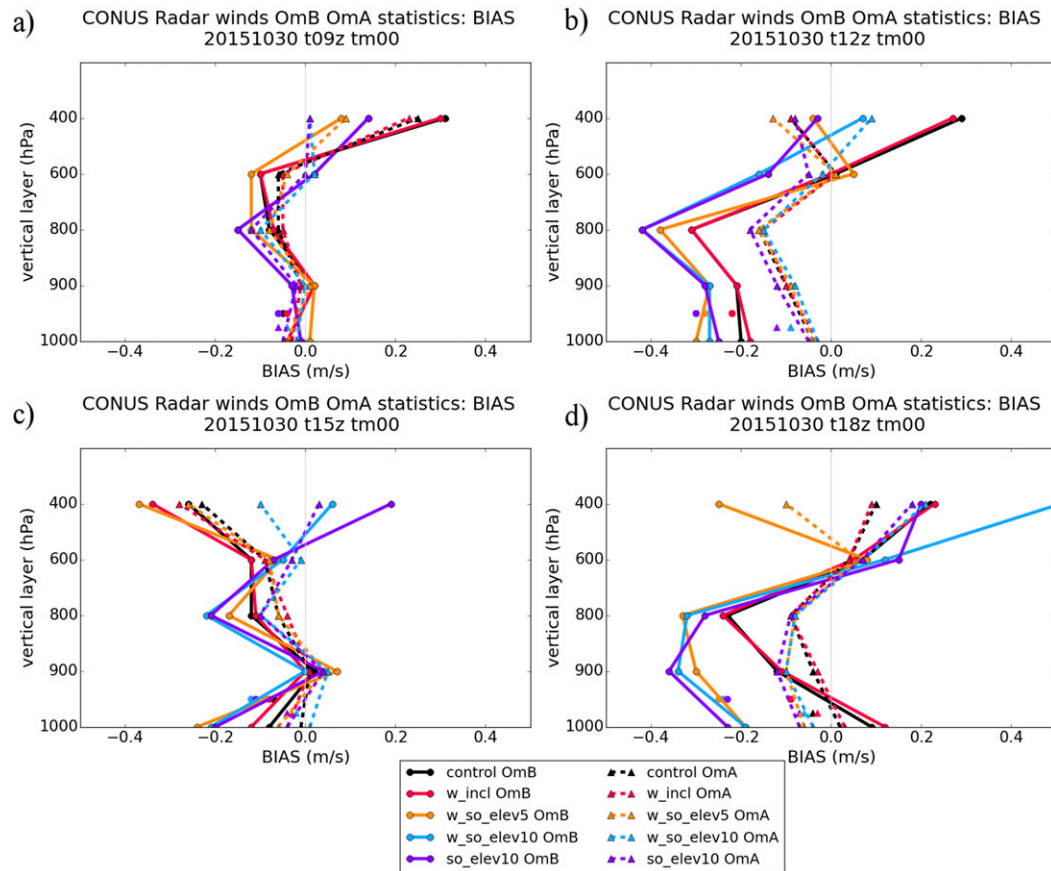 a)
CONUS Radar winds OmB OmA statistics: BIAS
20151030 t09z tm00
vertical layer (hPa)
400
600
800
900
1000
−0.4 −0.2 0.0 0.2 0.4
BIAS (m/s)
b)
CONUS Radar winds OmB OmA statistics: BIAS
20151030 t12z tm00
vertical layer (hPa)
400
600
800
900
1000
−0.4 −0.2 0.0 0.2 0.4
BIAS (m/s)
c)
CONUS Radar winds OmB OmA statistics: BIAS
20151030 t15z tm00
vertical layer (hPa)
400
600
800
900
1000
−0.4 −0.2 0.0 0.2 0.4
BIAS (m/s)
d)
CONUS Radar winds OmB OmA statistics: BIAS
20151030 t18z tm00
vertical layer (hPa)
400
600
800
900
1000
−0.4 −0.2 0.0 0.2 0.4
BIAS (m/s)
control OmB control OmA
w_incl OmB w_incl OmA
w_so_elev5 OmB w_so_elev5 OmA
w_so_elev10 OmB w_so_elev10 OmA
so_elev10 OmB so_elev10 OmA